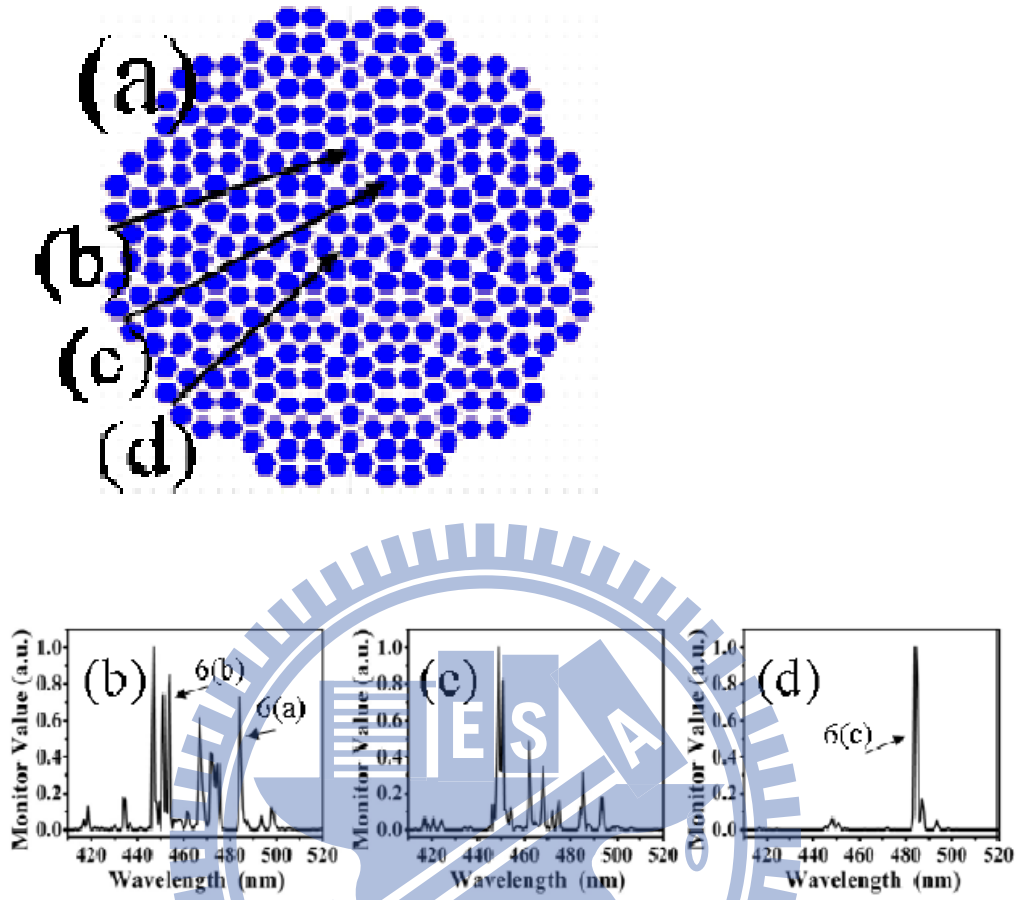 (a)
(b)
(c)
(d)
Monitor Value (a.u.)
1.0
0.8
0.6
0.4
0.2
0.0
(b)
6(b)
6(a)
420 440 460 480 500 520
Wavelength (nm)
Monitor Value (a.u.)
1.0
0.8
0.6
0.4
0.2
0.0
(c)
420 440 460 480 500 520
Wavelength (nm)
Monitor Value (a.u.)
1.0
0.8
0.6
0.4
0.2
0.0
(d)
6(c)
420 440 460 480 500 520
Wavelength (nm)
E S A